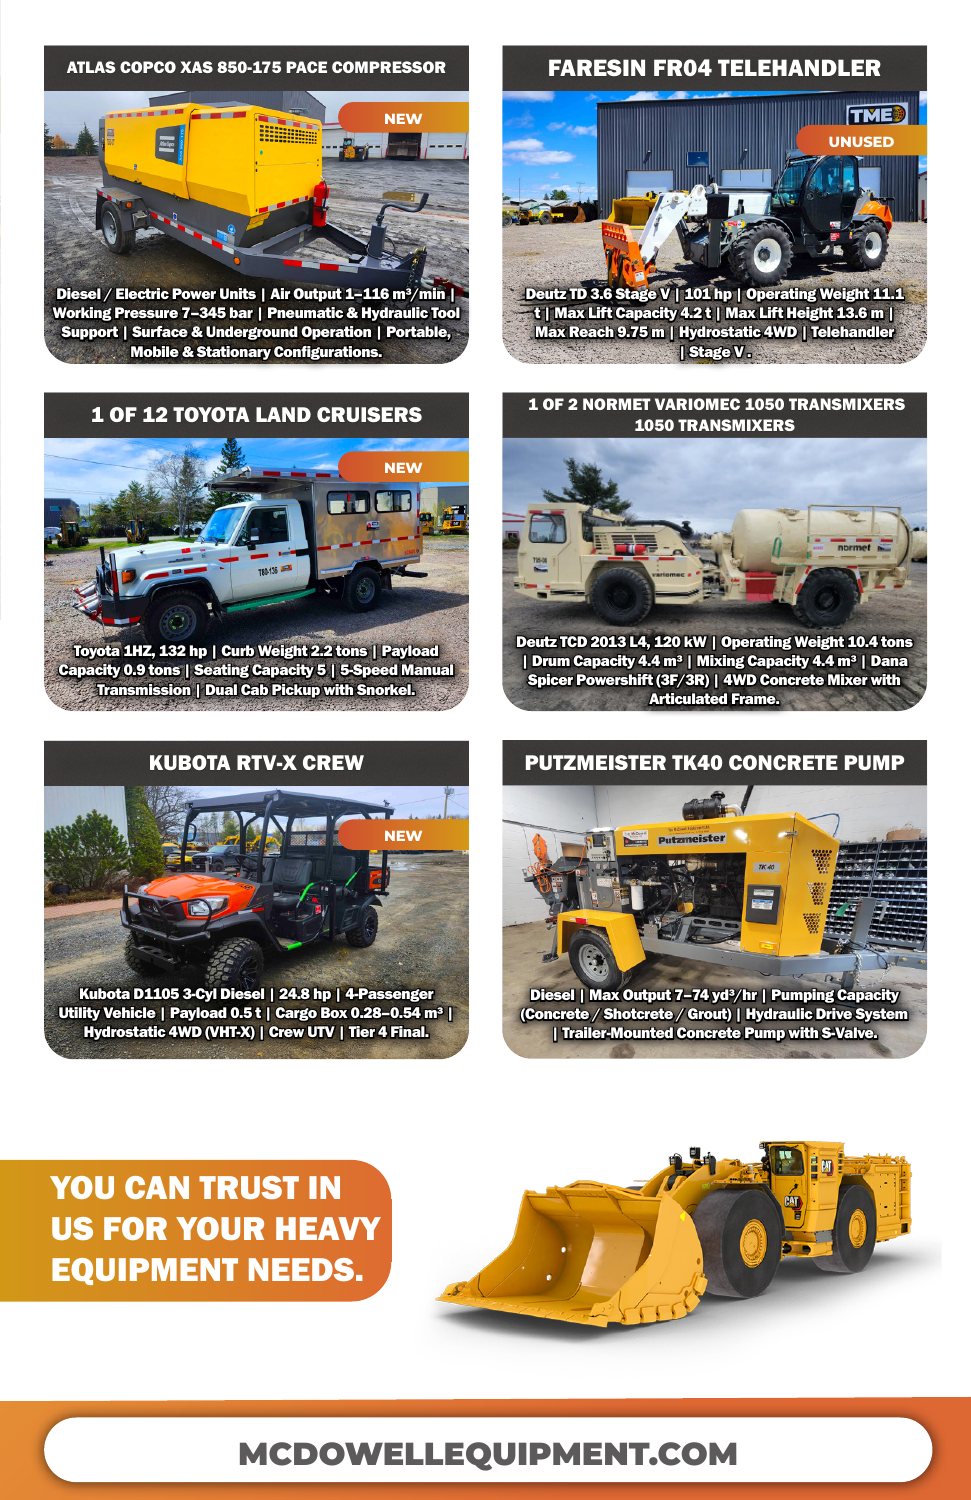 ATLAS COPCO XAS 850-175 PACE COMPRESSOR
NEW
Diesel / Electric Power Units | Air Output 1–116 m³/min |
Working Pressure 7–345 bar | Pneumatic & Hydraulic Tool
Support | Surface & Underground Operation | Portable,
Mobile & Stationary Configurations.
FARESIN FR04 TELEHANDLER
TME
UNUSED
Deutz TD 3.6 Stage V | 101 hp | Operating Weight 11.1
t | Max Lift Capacity 4.2 t | Max Lift Height 13.6 m |
Max Reach 9.75 m | Hydrostatic 4WD | Telehandler
| Stage V .
1 OF 12 TOYOTA LAND CRUISERS
NEW
T80-136
Toyota 1HZ, 132 hp | Curb Weight 2.2 tons | Payload
Capacity 0.9 tons | Seating Capacity 5 | 5-Speed Manual
Transmission | Dual Cab Pickup with Snorkel.
1 OF 2 NORMET VARIOMEC 1050 TRANSMIXERS
1050 TRANSMIXERS
normet
variomec
Deutz TCD 2013 L4, 120 kW | Operating Weight 10.4 tons
| Drum Capacity 4.4 m³ | Mixing Capacity 4.4 m³ | Dana
Spicer Powershift (3F/3R) | 4WD Concrete Mixer with
Articulated Frame.
KUBOTA RTV-X CREW
NEW
Kubota D1105 3-Cyl Diesel | 24.8 hp | 4-Passenger
Utility Vehicle | Payload 0.5 t | Cargo Box 0.28–0.54 m³ |
Hydrostatic 4WD (VHT-X) | Crew UTV | Tier 4 Final.
PUTZMEISTER TK40 CONCRETE PUMP
Putzmeister
TK 40
Diesel | Max Output 7–74 yd³/hr | Pumping Capacity
(Concrete / Shotcrete / Grout) | Hydraulic Drive System
| Trailer-Mounted Concrete Pump with S-Valve.
YOU CAN TRUST IN
US FOR YOUR HEAVY
EQUIPMENT NEEDS.
CAT
CAT
MCDOWELLEQUIPMENT.COM